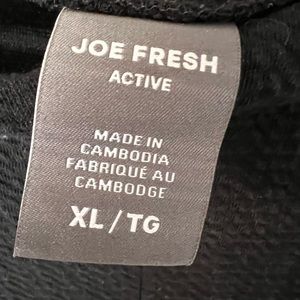 JOE FRESH
ACTIVE
MADE IN
CAMBODIA
FABRIQUÉ AU
CAMBODGE
XL / TG